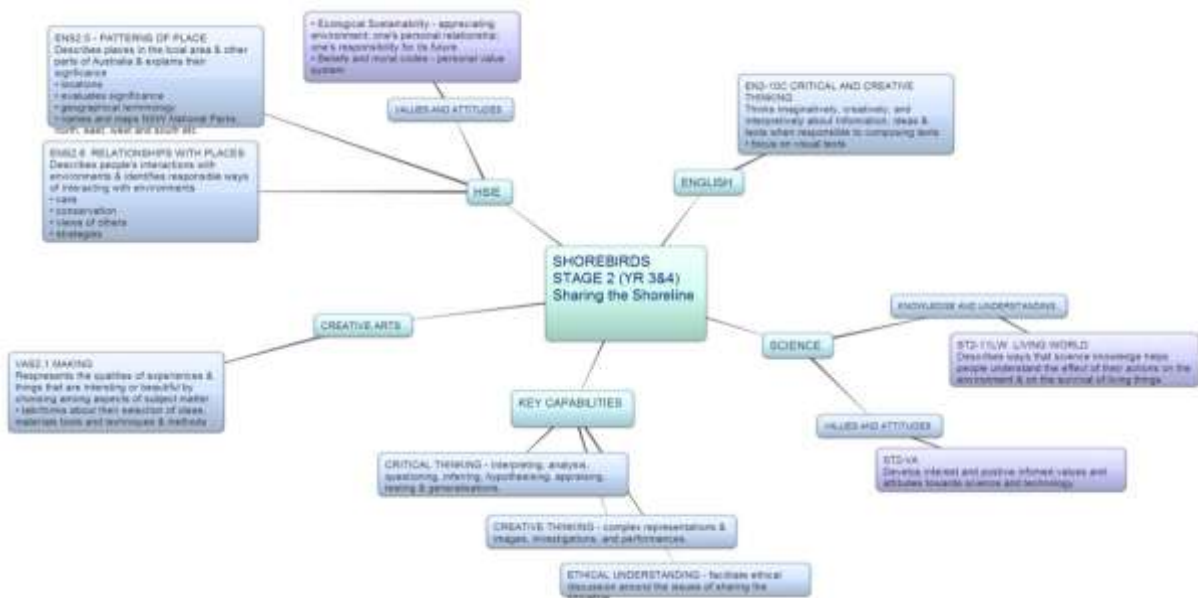 ENS2.5 - PATTERNS OF PLACE
Describes places in the local area & other
parts of Australia & explains their
significance
• locations
• evaluates significance
• geographical terminology
• names and maps NSW National Parks,
north, east, west and south etc.
• Ecological Sustainability - appreciating
environment; one's personal relationship;
one's responsibility for its future.
• Beliefs and moral codes - personal value
system
VALUES AND ATTITUDES
ENS2.6 RELATIONSHIPS WITH PLACES
Describes people's interactions with
environments & identifies responsible ways
of interacting with environments
• care
• conservation
• views of others
• strategies
HSIE
EN2-10C CRITICAL AND CREATIVE
THINKING
Thinks imaginatively, creatively, and
interpretively about information, ideas &
texts when responsible to composing texts
• focus on visual texts
ENGLISH
SHOREBIRDS
STAGE 2 (YR 3&4)
Sharing the Shoreline
CREATIVE ARTS
VAS2.1 MAKING
Respresents the qualities of experiences &
things that are intersting or beautiful by
choosing among aspects of subject matter
about their selection of ideas,
materials tools and techniques & methods
SCIENCE
KNOWLEDGE AND UNDERSTANDING
ST2-11LW LIVING WORLD
Describes ways that science knowledge helps
people understand the effect of their actions on the
environment & on the survival of living things
VALUES AND ATTITUDES
ST2-VA
Develop interest and positive infomed values and
attitudes towards science and technology
KEY CAPABILITIES
CRITICAL THINKING - interpreting, analysis,
questioning, inferring, hypothesising, appraising,
testing & generalisations.
CREATIVE THINKING - complex representations &
images, investigations, and performances.
ETHICAL UNDERSTANDING - facilitate ethical
discussion around the issues of sharing the